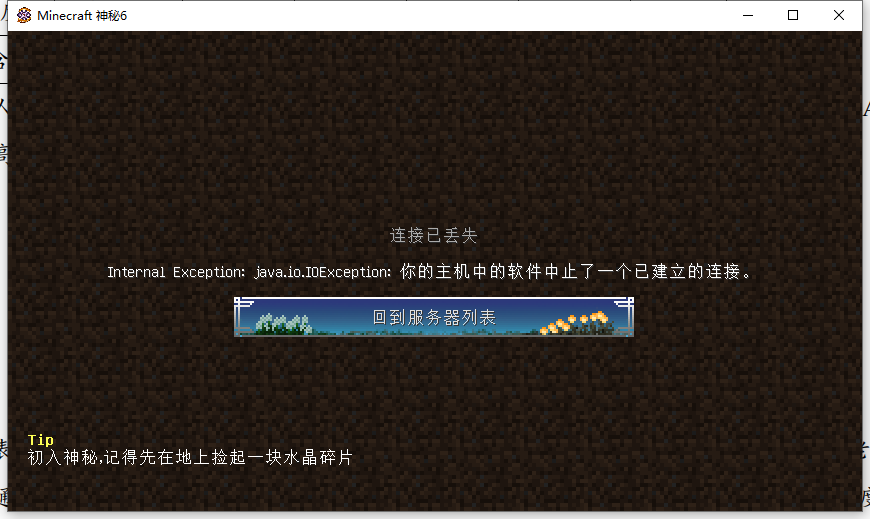 Minecraft 神秘6
连接已丢失
Internal Exception: java.io.IOException: 你的主机中的软件中止了一个已建立的连接。
回到服务器列表
Tip
初入神秘,记得先在地上捡起一块水晶碎片